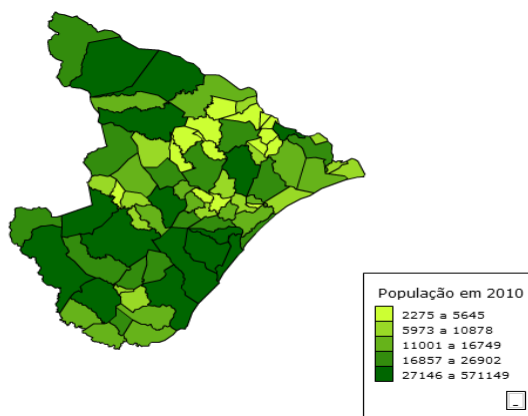 População em 2010
2275 a 5645
5973 a 10878
11001 a 16749
16857 a 26902
27146 a 571149